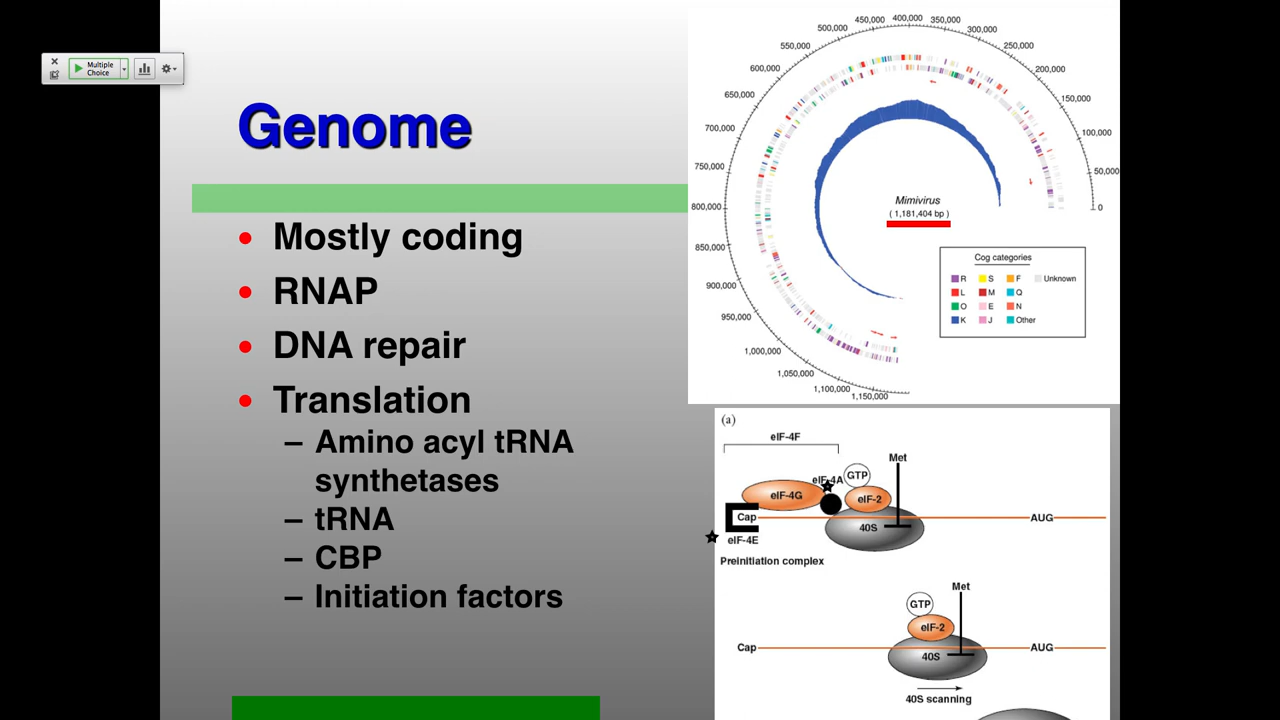 Multiple
Choice
Genome
Mostly coding
RNAP
DNA repair
Translation
– Amino acyl tRNA
synthetases
– tRNA
– CBP
– Initiation factors
400,000
450,000
350,000
500,000
300,000
550,000
250,000
600,000
200,000
650,000
150,000
700,000
100,000
750,000
50,000
800,000
0
850,000
900,000
950,000
1,000,000
1,050,000
1,100,000
1,150,000
Mimivirus
( 1,181,404 bp )
Cog categories
R S F Unknown
L M Q
O E N
K J Other
(a)
eIF-4F
Met
eIF-4A
GTP
eIF-4G
eIF-2
Cap
40S
AUG
eIF-4E
Preinitiation complex
Met
GTP
eIF-2
Cap
40S
AUG
40S scanning